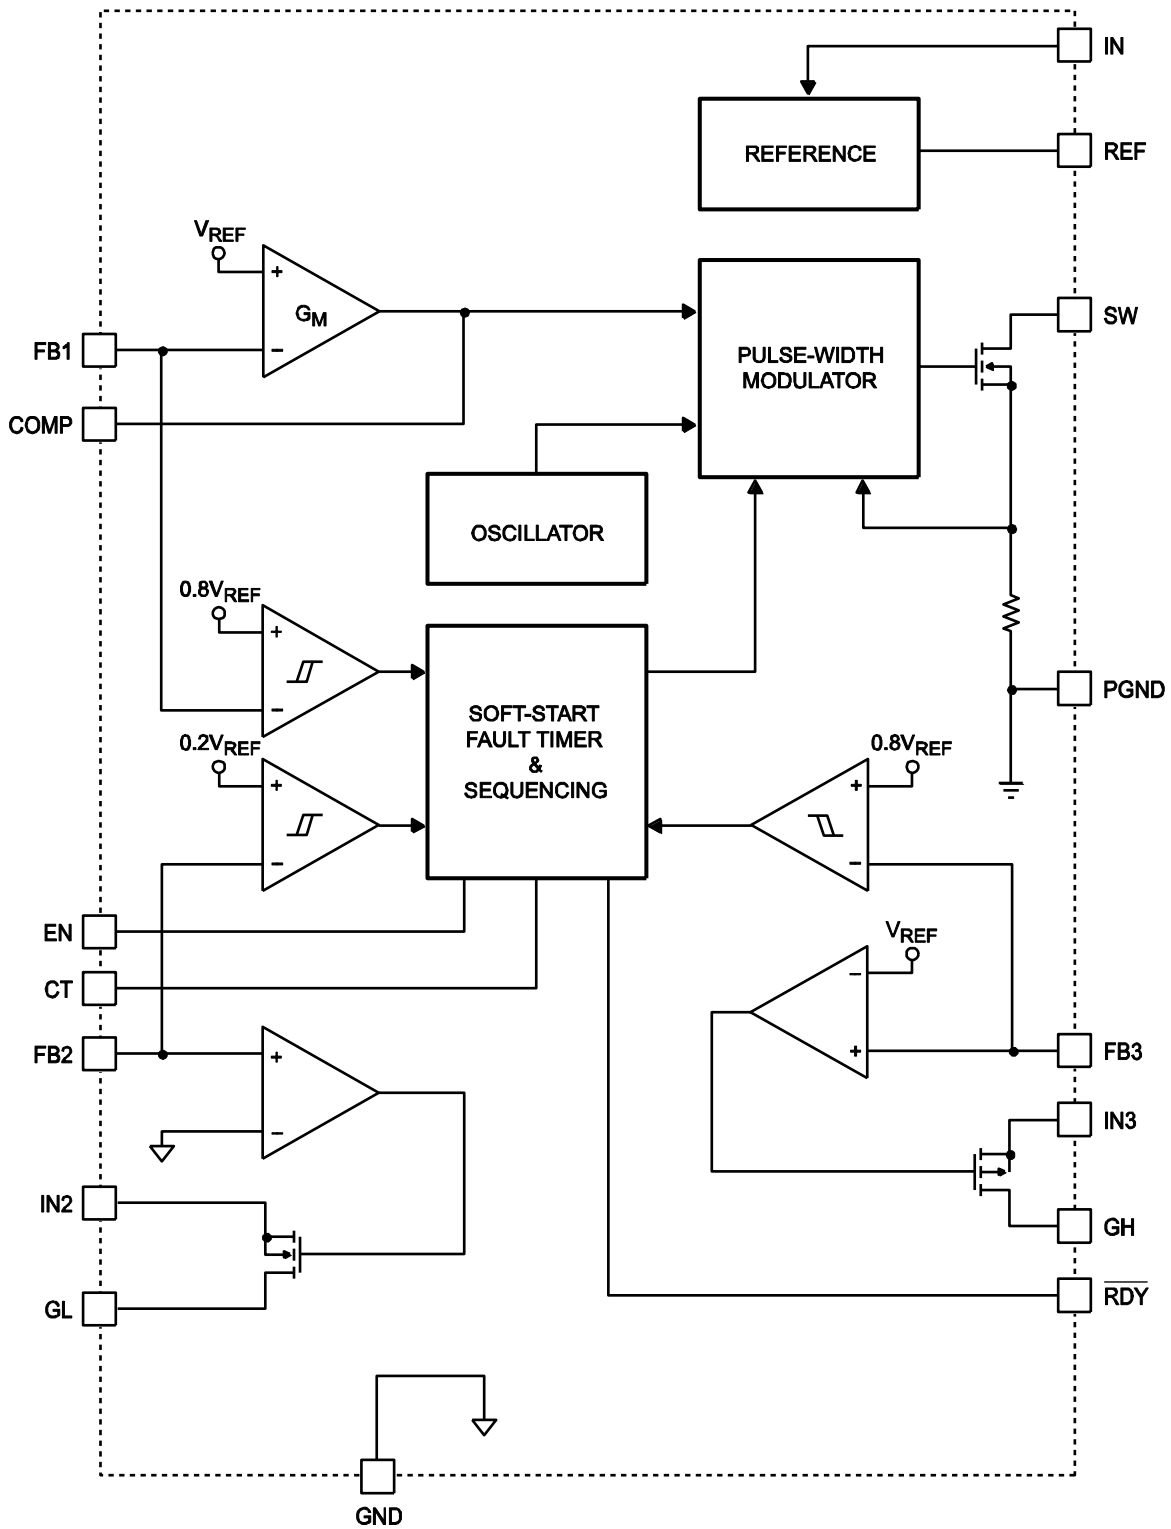 IN
REFERENCE
REF
VREF
+
GM
−
FB1
COMP
PULSE-WIDTH
MODULATOR
SW
OSCILLATOR
0.8VREF
+
−
SOFT-START
FAULT TIMER
&
SEQUENCING
PGND
0.2VREF
+
−
0.8VREF
+
−
EN
CT
VREF
−
+
FB2
+
−
FB3
IN3
IN2
GH
GL
RDY
GND